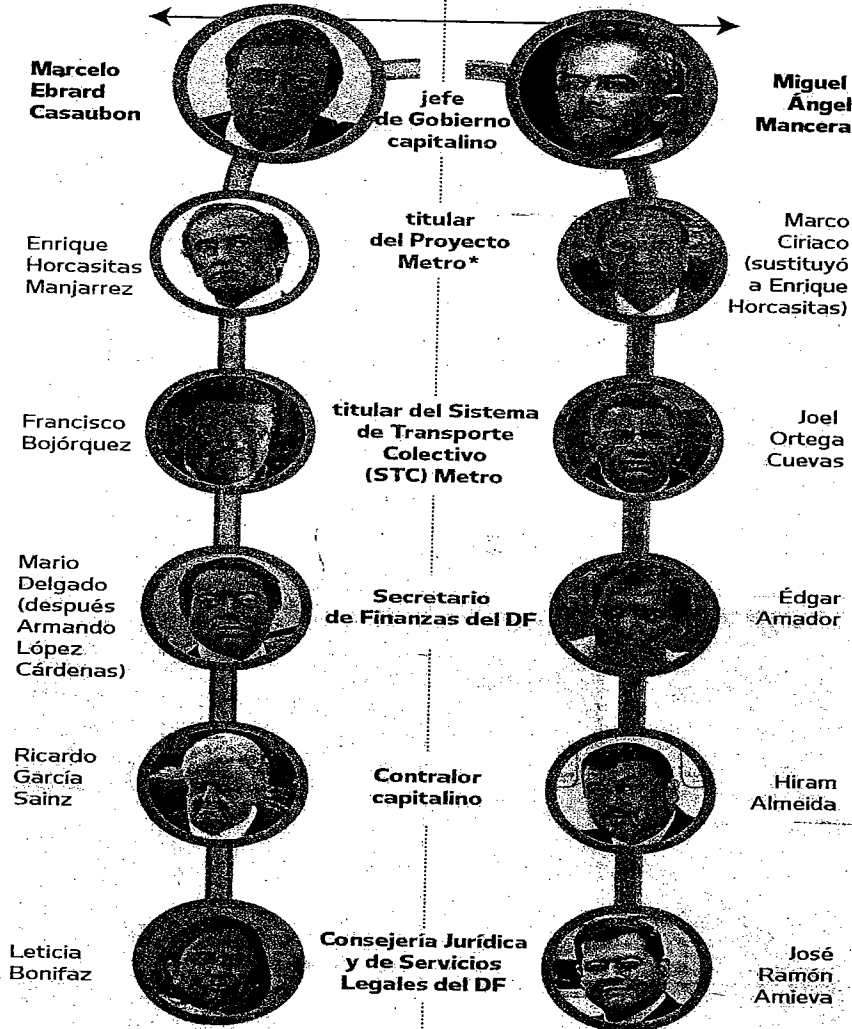 Marcelo
Ebrard
Casaubon
jefe
de Gobierno
capitalino
Miguel
Ángel
Mancera
Enrique
Horcasitas
Manjarrez
titular
del Proyecto
Metro*
Marco
Ciriaco
(sustituyó
a Enrique
Horcasitas)
Francisco
Bojórquez
titular del Sistema
de Transporte
Colectivo
(STC) Metro
Joel
Ortega
Cuevas
Mario
Delgado
(después
Armando
López
Cárdenas)
Secretario
de Finanzas del DF
Édgar
Amador
Ricardo
García
Sainz
Contralor
capitalino
Hiram
Almeida
Leticia
Bonifaz
Consejería Jurídica
y de Servicios
Legales del DF
José
Ramón
Amieva